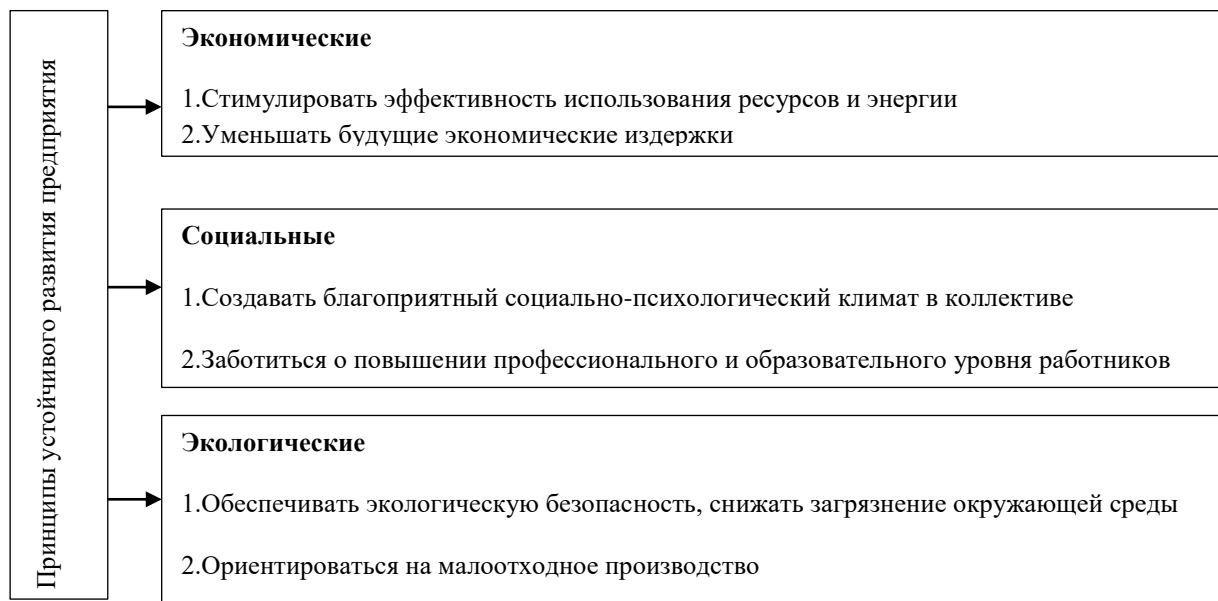 Принципы устойчивого развития предприятия
Экономические
1.Стимулировать эффективность использования ресурсов и энергии
2.Уменьшать будущие экономические издержки
Социальные
1.Создавать благоприятный социально-психологический климат в коллективе
2.Заботиться о повышении профессионального и образовательного уровня работников
Экологические
1.Обеспечивать экологическую безопасность, снижать загрязнение окружающей среды
2.Ориентироваться на малоотходное производство